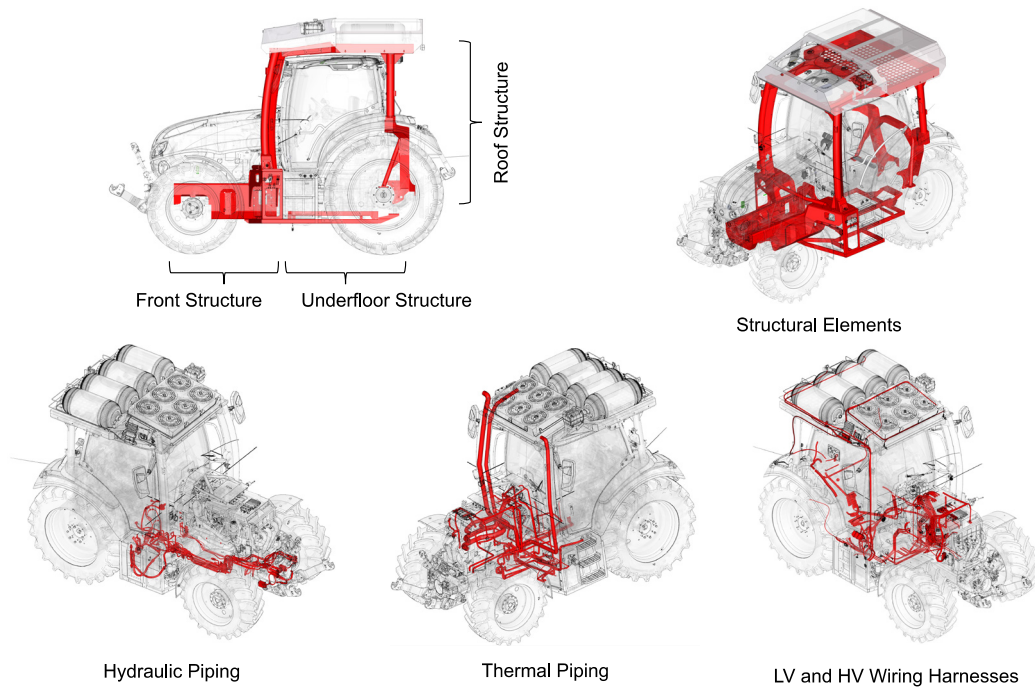 Roof Structure
Front Structure
Underfloor Structure
Structural Elements
Hydraulic Piping
Thermal Piping
LV and HV Wiring Harnesses